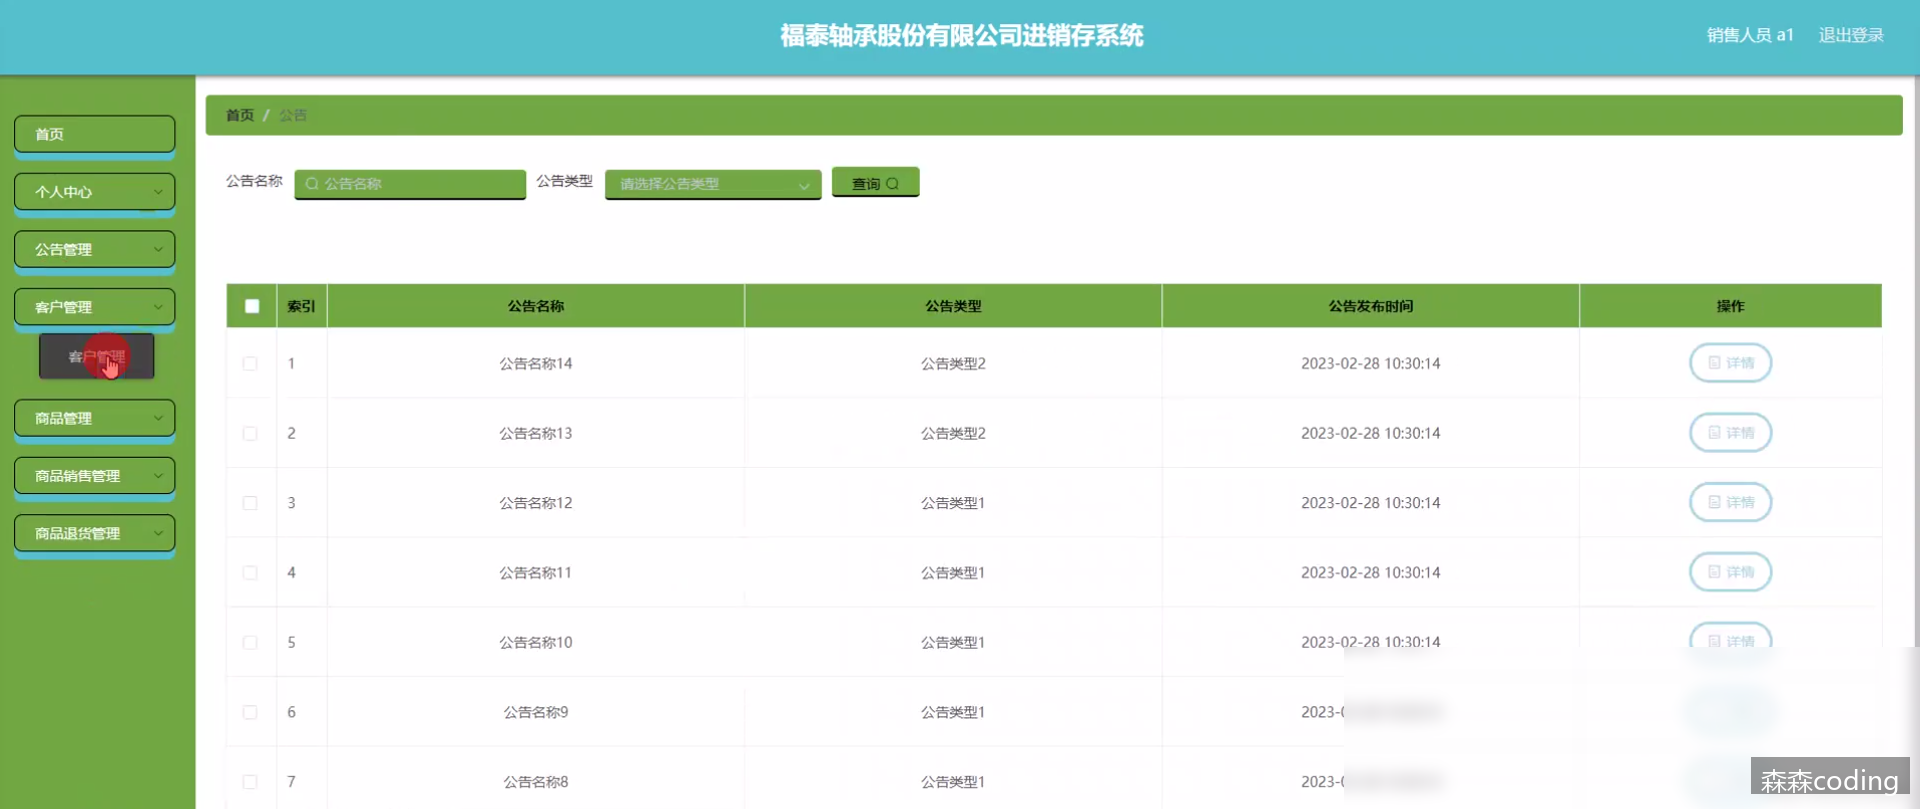 福泰轴承股份有限公司进销存系统
销售人员 a1 退出登录
首页
个人中心
公告管理
客户管理
客户管理
商品管理
商品销售管理
商品退货管理
首页 / 公告
公告名称 公告名称 公告类型 请选择公告类型 查询
索引 公告名称 公告类型 公告发布时间 操作
1 公告名称14 公告类型2 2023-02-28 10:30:14 详情
2 公告名称13 公告类型2 2023-02-28 10:30:14 详情
3 公告名称12 公告类型1 2023-02-28 10:30:14 详情
4 公告名称11 公告类型1 2023-02-28 10:30:14 详情
5 公告名称10 公告类型1 2023-02-28 10:30:14 详情
6 公告名称9 公告类型1 2023-
7 公告名称8 公告类型1 2023-
森森coding